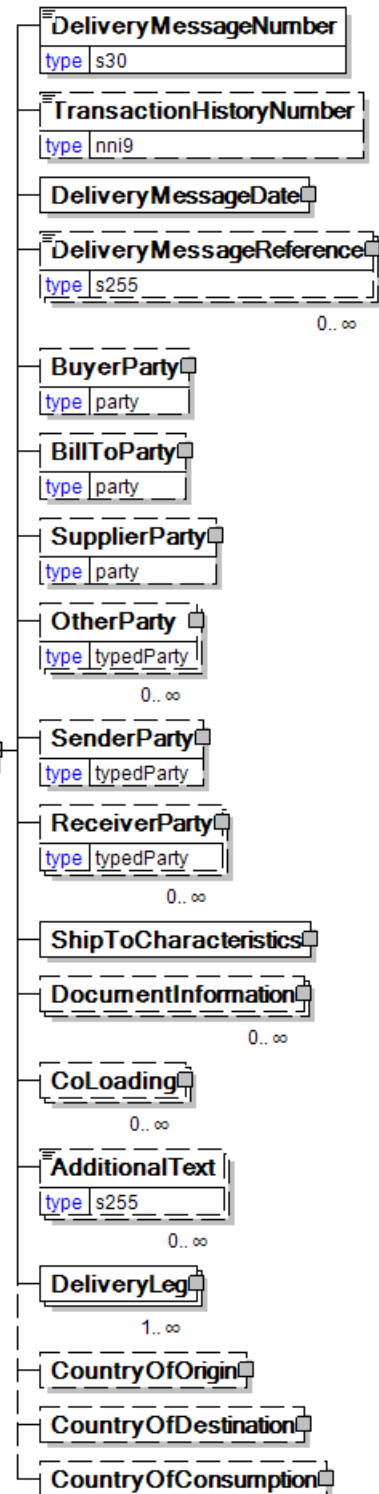 DeliveryMessageNumber
type s30
TransactionHistoryNumber
type nni9
DeliveryMessageDate
DeliveryMessageReference
type s255
0.. ∞
BuyerParty
type party
BillToParty
type party
SupplierParty
type party
OtherParty
type typedParty
0.. ∞
SenderParty
type typedParty
ReceiverParty
type typedParty
0.. ∞
ShipToCharacteristics
DocumentInformation
0.. ∞
CoLoading
0.. ∞
AdditionalText
type s255
0.. ∞
DeliveryLeg
1.. ∞
CountryOfOrigin
CountryOfDestination
CountryOfConsumption